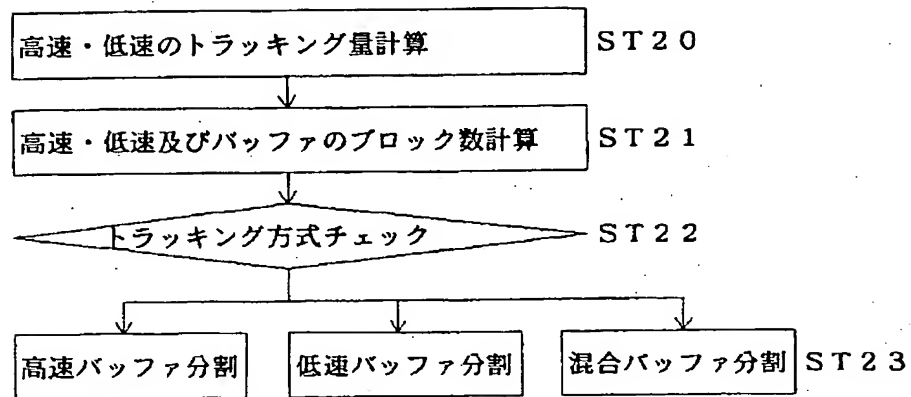 高速・低速のトラッキング量計算 ST20
高速・低速及びバッファのブロック数計算 ST21
トラッキング方式チェック ST22
高速バッファ分割 低速バッファ分割 混合バッファ分割 ST23